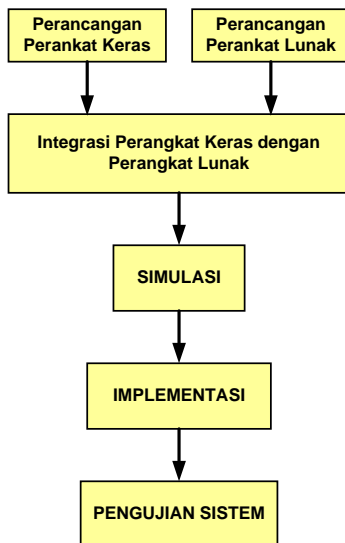 Perancangan
Perankat Keras
Perancangan
Perankat Lunak
Integrasi Perangkat Keras dengan
Perangkat Lunak
SIMULASI
IMPLEMENTASI
PENGUJIAN SISTEM